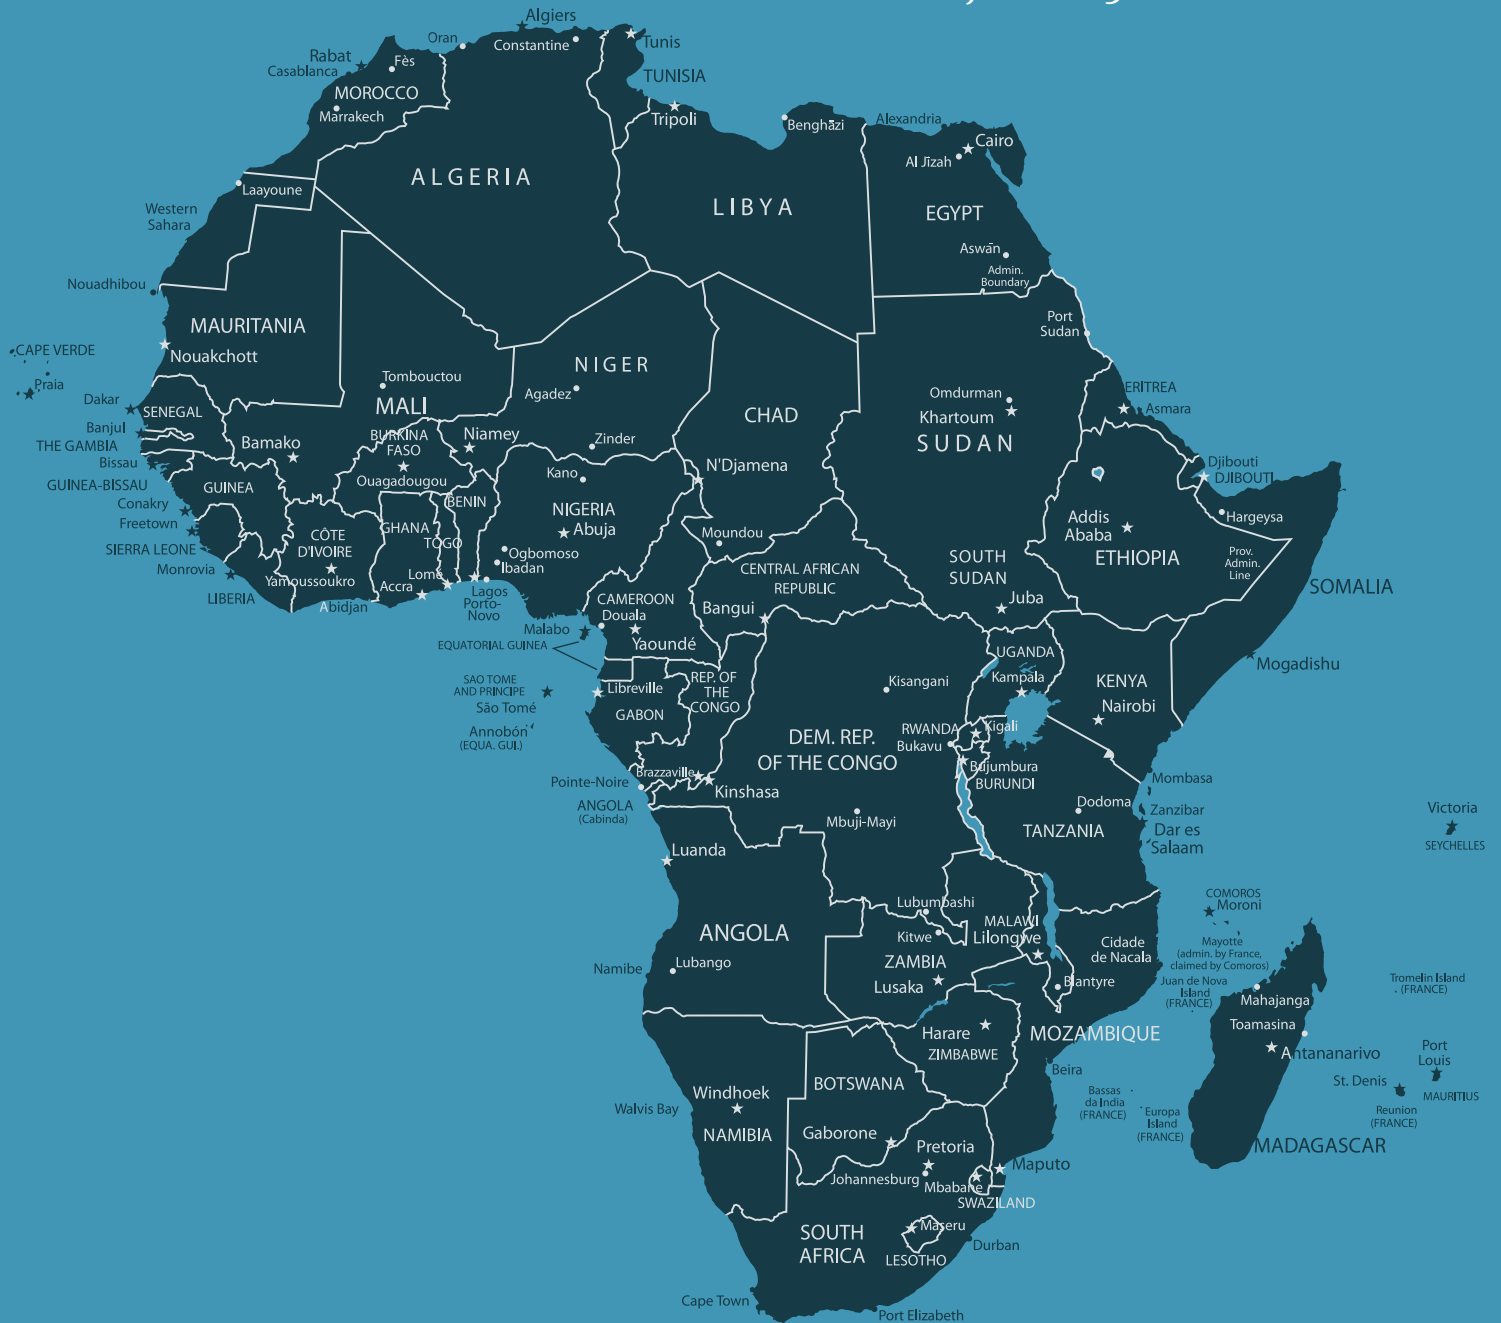 Algiers
Oran
Constantine
Tunis
Rabat
Casablanca
Fès
TUNISIA
MOROCCO
Marrakech
Tripoli
Benghāzi
Alexandria
Cairo
Al Jīzah
ALGERIA
LIBYA
EGYPT
Laayoune
Western
Sahara
Aswān
Admin.
Boundary
Nouadhibou
Port
Sudan
MAURITANIA
Nouakchott
CAPE VERDE
Praia
NIGER
Tombouctou
Agadez
MALI
CHAD
Omdurman
Khartoum
SUDAN
ERITREA
Asmara
Dakar
SENEGAL
Banjul
THE GAMBIA
Bamako
BURKINA
FASO
Niamey
Zinder
Bissau
GUINEA-BISSAU
GUINEA
Ouagadougou
Kano
N'Djamena
Djibouti
DJIBOUTI
Conakry
Freetown
SIERRA LEONE
Monrovia
LIBERIA
CÔTE
D'IVOIRE
Yamoussoukro
Abidjan
GHANA
TOGO
BENIN
Accra
Lomé
NIGERIA
Abuja
Ogbomoso
Ibadan
Lagos
Porto-
Novo
Moundou
CENTRAL AFRICAN
REPUBLIC
Bangui
SOUTH
SUDAN
Juba
Addis
Ababa
ETHIOPIA
Hargeysa
Prov.
Admin.
Line
SOMALIA
CAMEROON
Douala
Yaoundé
Malabo
EQUATORIAL GUINEA
SAO TOME
AND PRINCIPE
São Tomé
Annobón
(EQUA. GUI.)
Libreville
GABON
REP. OF
THE
CONGO
Kisangani
UGANDA
Kampala
KENYA
Nairobi
Mogadishu
DEM. REP.
OF THE CONGO
RWANDA
Kigali
Bukavu
Bujumbura
BURUNDI
Brazzaville
Kinshasa
Pointe-Noire
ANGOLA
(Cabinda)
Mbuji-Mayi
Dodoma
TANZANIA
Mombasa
Zanzibar
Dar es
Salaam
Victoria
SEYCHELLES
Luanda
ANGOLA
Lubango
Namibe
Lubumbashi
Kitwe
ZAMBIA
Lusaka
MALAWI
Lilongwe
Cidade
de Nacala
Blantyre
COMOROS
Moroni
Mayotte
(admin. by France,
claimed by Comoros)
Juan de Nova
Island
(FRANCE)
Tromelin Island
(FRANCE)
Mahajanga
Toamasina
Antananarivo
Harare
ZIMBABWE
MOZAMBIQUE
Beira
Port
Louis
MAURITIUS
St. Denis
Reunion
(FRANCE)
Bassas
da India
(FRANCE)
Europa
Island
(FRANCE)
MADAGASCAR
Windhoek
NAMIBIA
Walvis Bay
BOTSWANA
Gaborone
Pretoria
Johannesburg
Mbabane
Maputo
SWAZILAND
SOUTH
AFRICA
Maseru
LESOTHO
Durban
Cape Town
Port Elizabeth